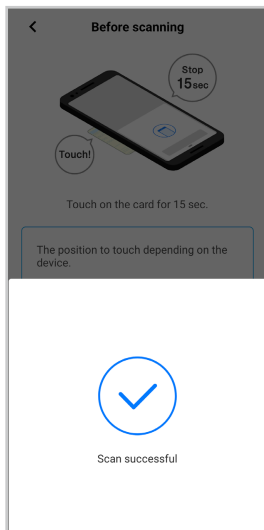 Before scanning
Stop
15sec
Touch!
Touch on the card for 15 sec.
The position to touch depending on the
device.
Scan successful